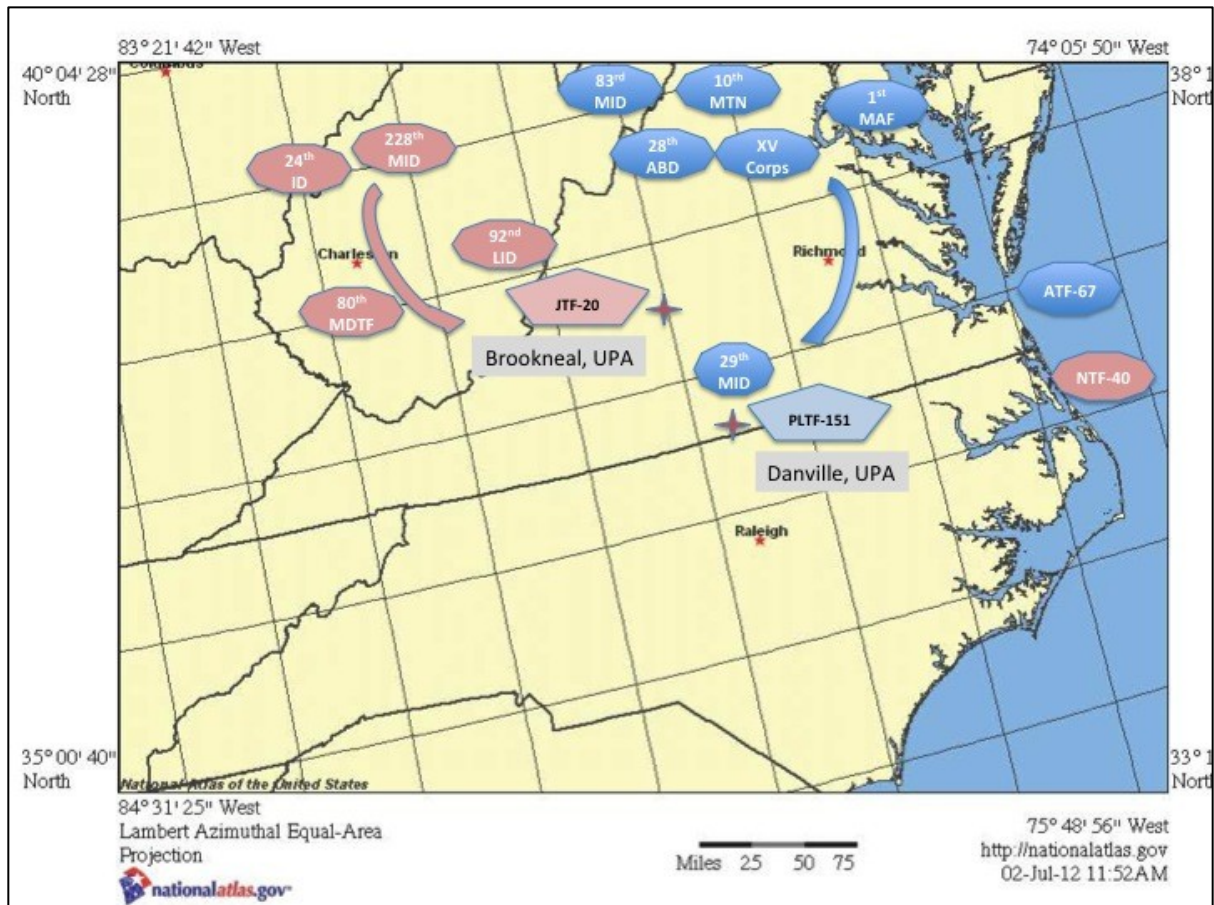 83° 21' 42" West
74° 05' 50" West
40° 04' 28"
North
38° 1
Nort
Columbus
83rd
MID
10th
MTN
1st
MAF
228th
MID
24th
ID
28th
ABD
XV
Corps
92nd
LID
Charleston
Richmond
JTF-20
ATF-67
80th
MDTF
Brookneal, UPA
29th
MID
NTF-40
PLTF-151
Danville, UPA
Raleigh
35° 00' 40"
North
33° 1
Nort
National Atlas of the United States
84° 31' 25" West
Lambert Azimuthal Equal-Area
Projection
nationalatlas.gov™
Miles 25 50 75
75° 48' 56" West
http://nationalatlas.gov
02-Jul-12 11:52AM